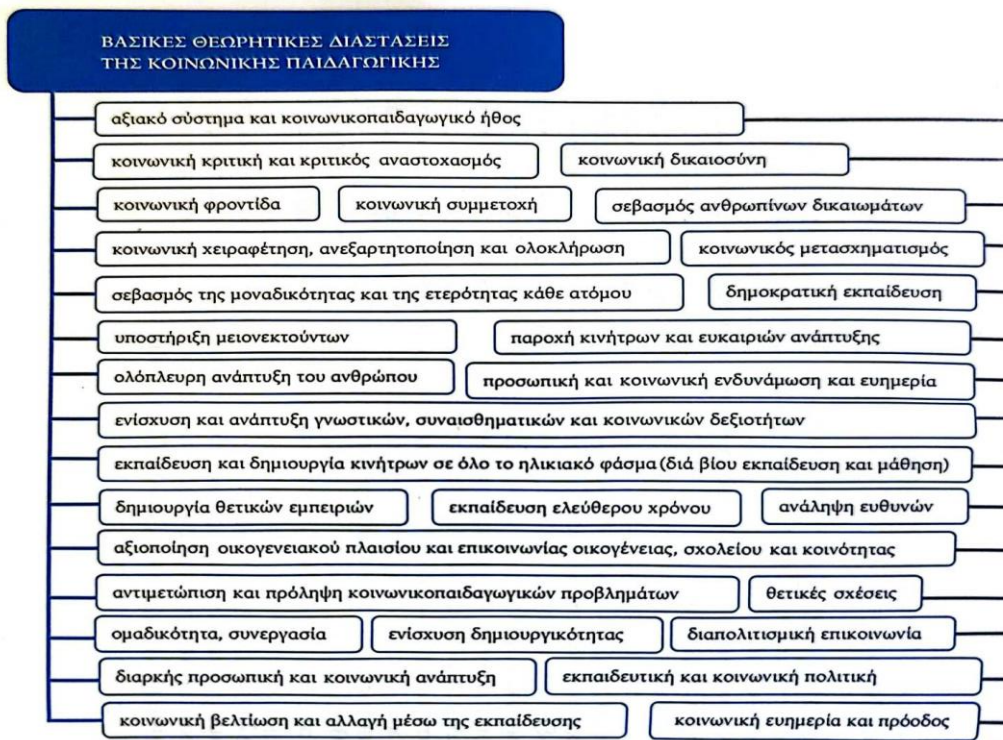 ΒΑΣΙΚΕΣ ΘΕΩΡΗΤΙΚΕΣ ΔΙΑΣΤΑΣΕΙΣ
ΤΗΣ ΚΟΙΝΩΝΙΚΗΣ ΠΑΙΔΑΓΩΓΙΚΗΣ
αξιακό σύστημα και κοινωνικοπαιδαγωγικό ήθος
κοινωνική κριτική και κριτικός αναστοχασμός
κοινωνική δικαιοσύνη
κοινωνική φροντίδα
κοινωνική συμμετοχή
σεβασμός ανθρωπίνων δικαιωμάτων
κοινωνική χειραφέτηση, ανεξαρτητοποίηση και ολοκλήρωση
κοινωνικός μετασχηματισμός
σεβασμός της μοναδικότητας και της ετερότητας κάθε ατόμου
δημοκρατική εκπαίδευση
υποστήριξη μειονεκτούντων
παροχή κινήτρων και ευκαιριών ανάπτυξης
ολόπλευρη ανάπτυξη του ανθρώπου
προσωπική και κοινωνική ενδυνάμωση και ευημερία
ενίσχυση και ανάπτυξη γνωστικών, συναισθηματικών και κοινωνικών δεξιοτήτων
εκπαίδευση και δημιουργία κινήτρων σε όλο το ηλικιακό φάσμα (διά βίου εκπαίδευση και μάθηση)
δημιουργία θετικών εμπειριών
εκπαίδευση ελεύθερου χρόνου
ανάληψη ευθυνών
αξιοποίηση οικογενειακού πλαισίου και επικοινωνίας οικογένειας, σχολείου και κοινότητας
αντιμετώπιση και πρόληψη κοινωνικοπαιδαγωγικών προβλημάτων
θετικές σχέσεις
ομαδικότητα, συνεργασία
ενίσχυση δημιουργικότητας
διαπολιτισμική επικοινωνία
διαρκής προσωπική και κοινωνική ανάπτυξη
εκπαιδευτική και κοινωνική πολιτική
κοινωνική βελτίωση και αλλαγή μέσω της εκπαίδευσης
κοινωνική ευημερία και πρόοδος